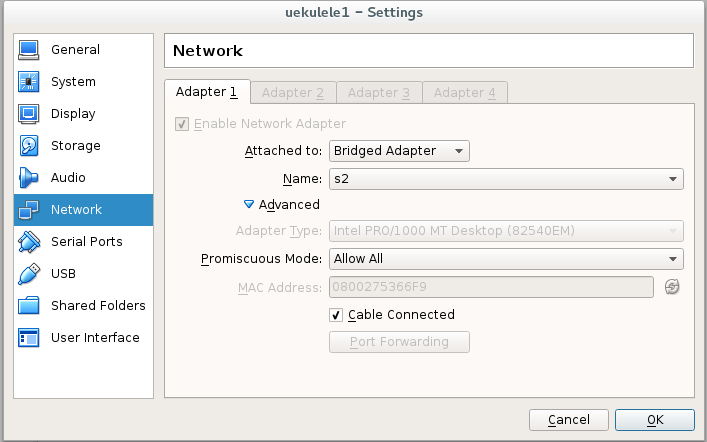 uekulele1 – Settings
General
System
Display
Storage
Audio
Network
Serial Ports
USB
Shared Folders
User Interface
Network
Adapter 1 Adapter 2 Adapter 3 Adapter 4
Enable Network Adapter
Attached to: Bridged Adapter
Name: s2
Advanced
Adapter Type: Intel PRO/1000 MT Desktop (82540EM)
Promiscuous Mode: Allow All
MAC Address: 0800275366F9
Cable Connected
Port Forwarding
Cancel OK